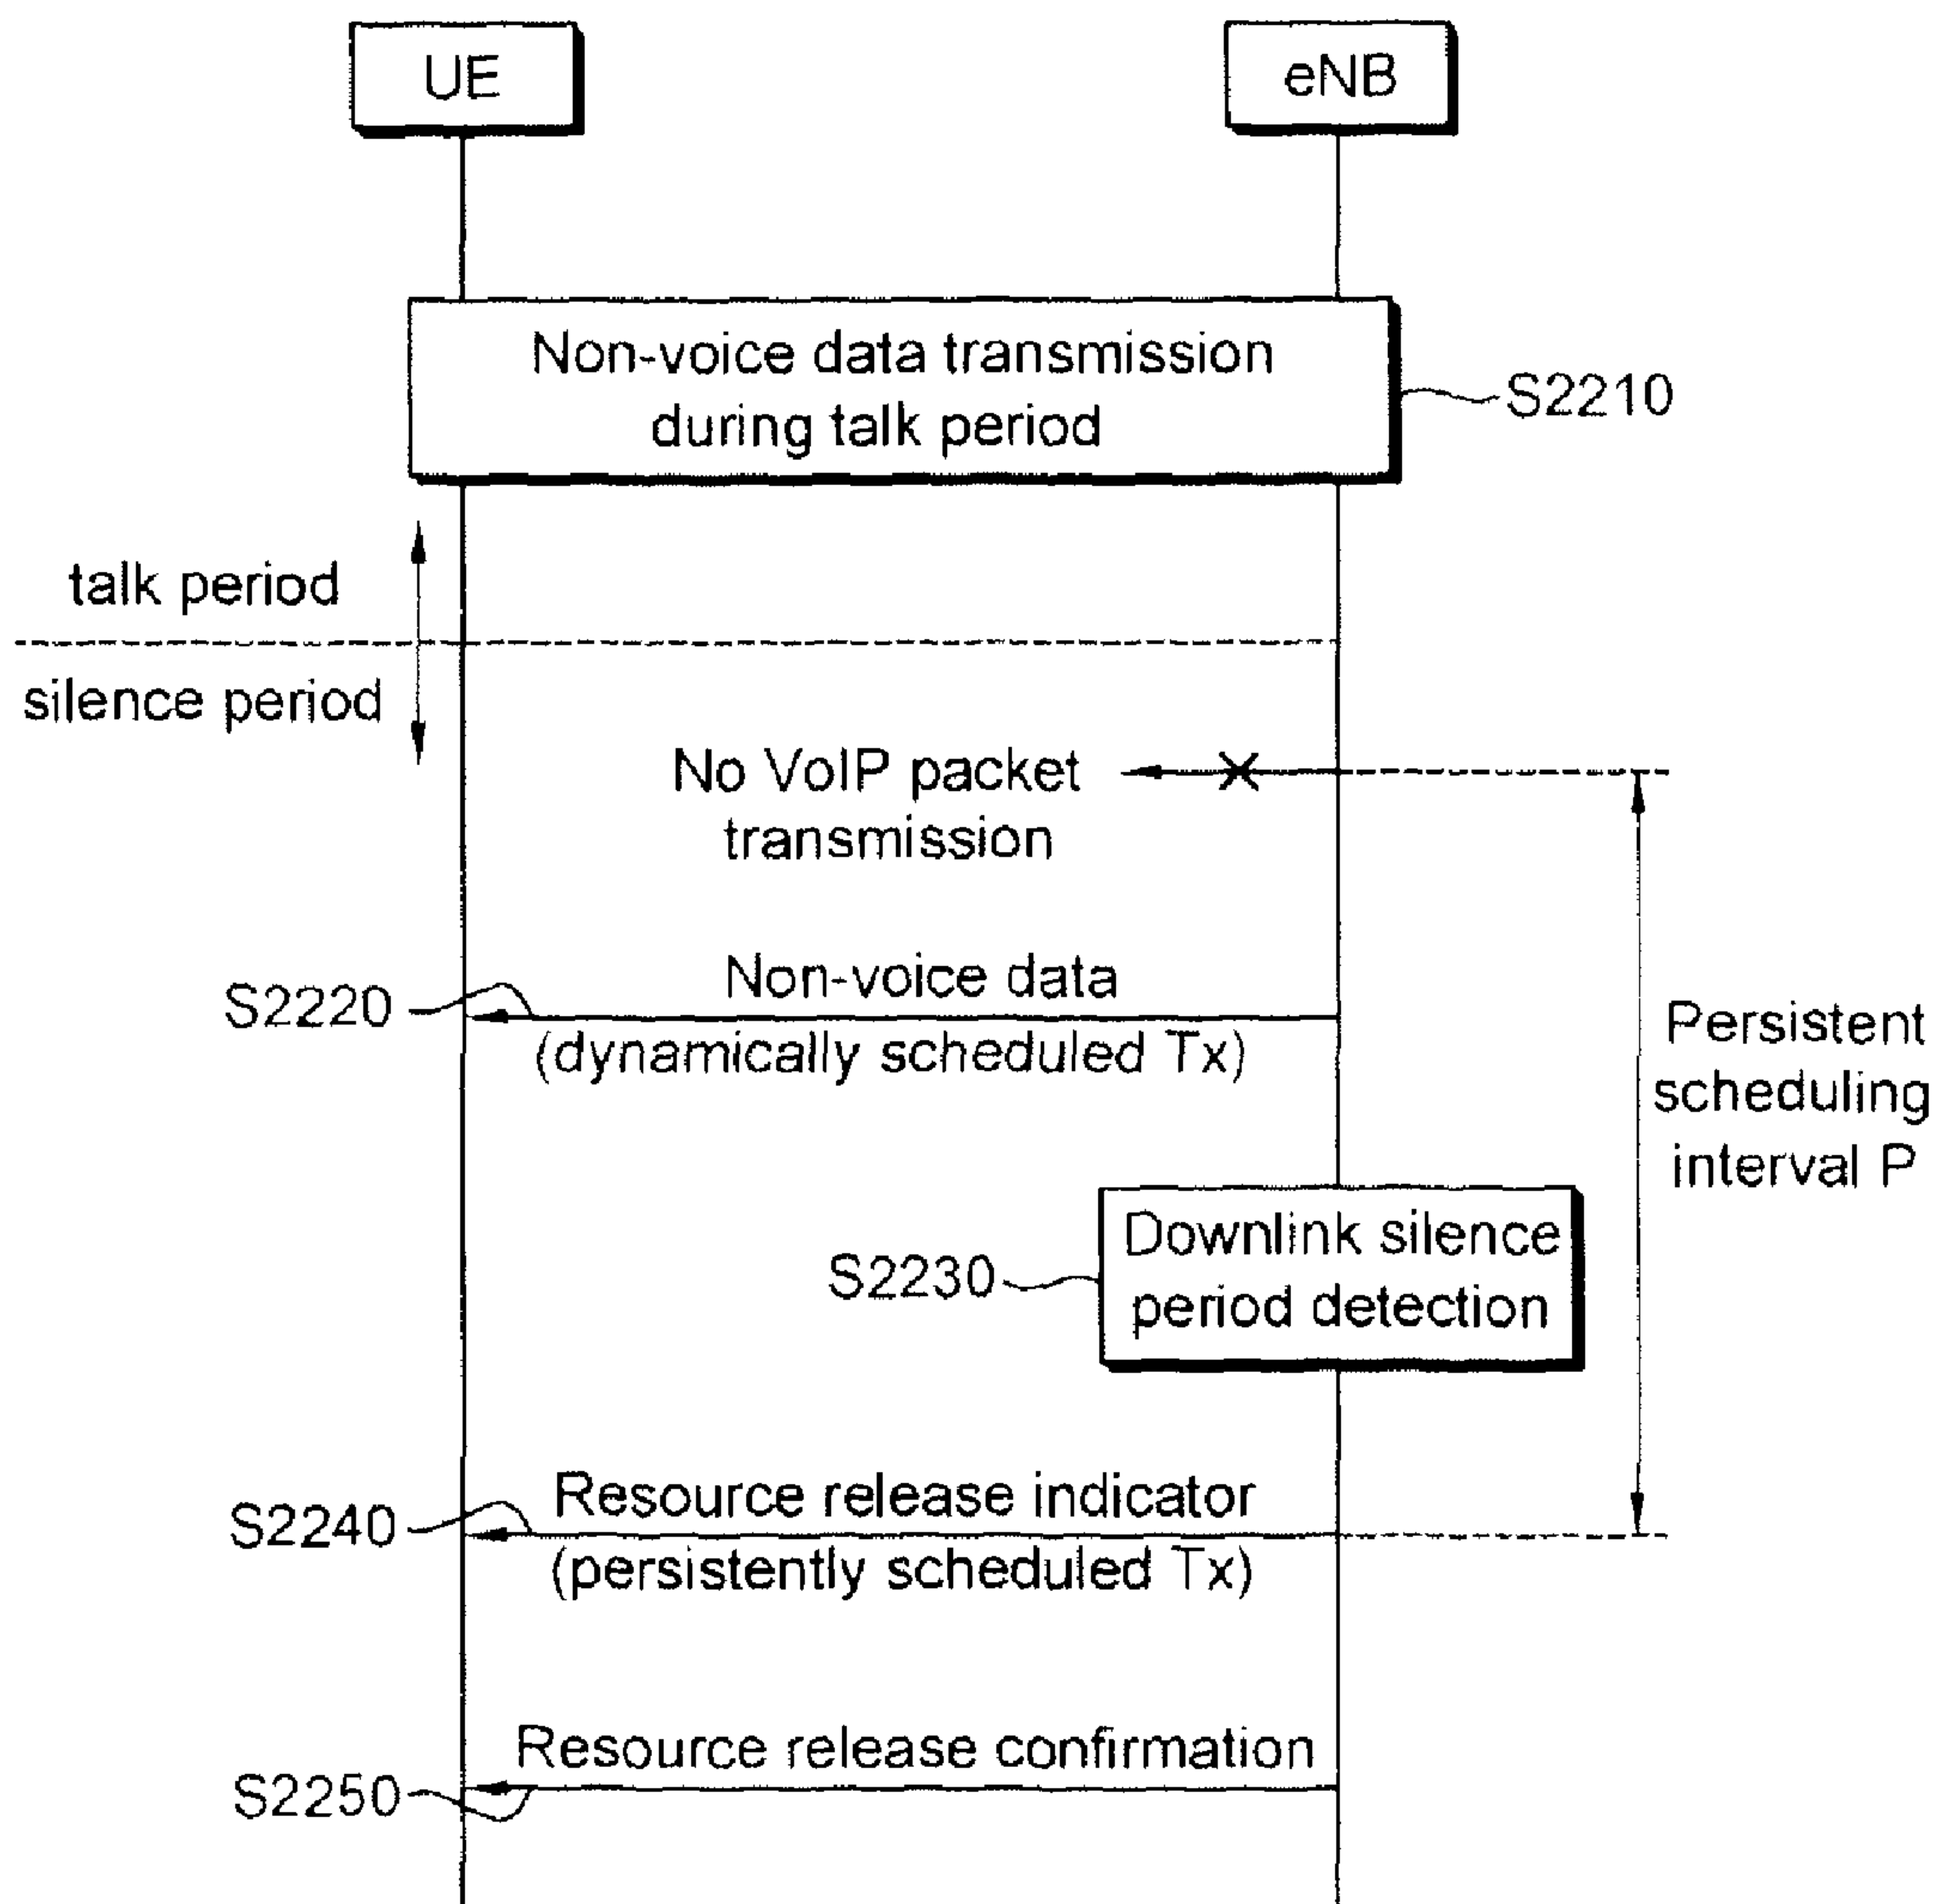 UE
eNB
Non-voice data transmission
during talk period
S2210
talk period
silence period
No VoIP packet
transmission
Non-voice data
S2220
(dynamically scheduled Tx)
Persistent
scheduling
interval P
Downlink silence
period detection
S2230
Resource release indicator
S2240
(persistently scheduled Tx)
Resource release confirmation
S2250